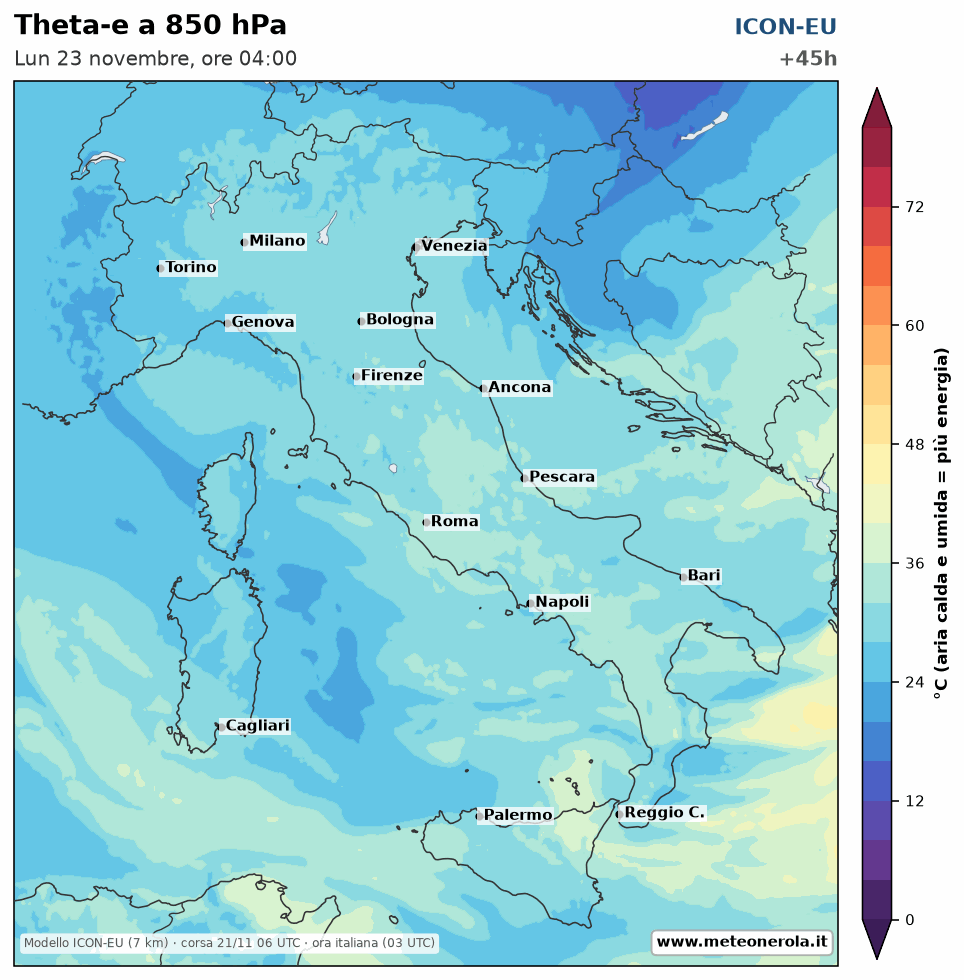 Theta-e a 850 hPa
ICON-EU
Lun 23 novembre, ore 04:00
+45h
Milano
Venezia
Torino
Genova
Bologna
Firenze
Ancona
Pescara
Roma
Bari
Napoli
Cagliari
Palermo
Reggio C.
72
60
48
36
24
12
0
°C (aria calda e umida = più energia)
Modello ICON-EU (7 km) · corsa 21/11 06 UTC · ora italiana (03 UTC)
www.meteonerola.it